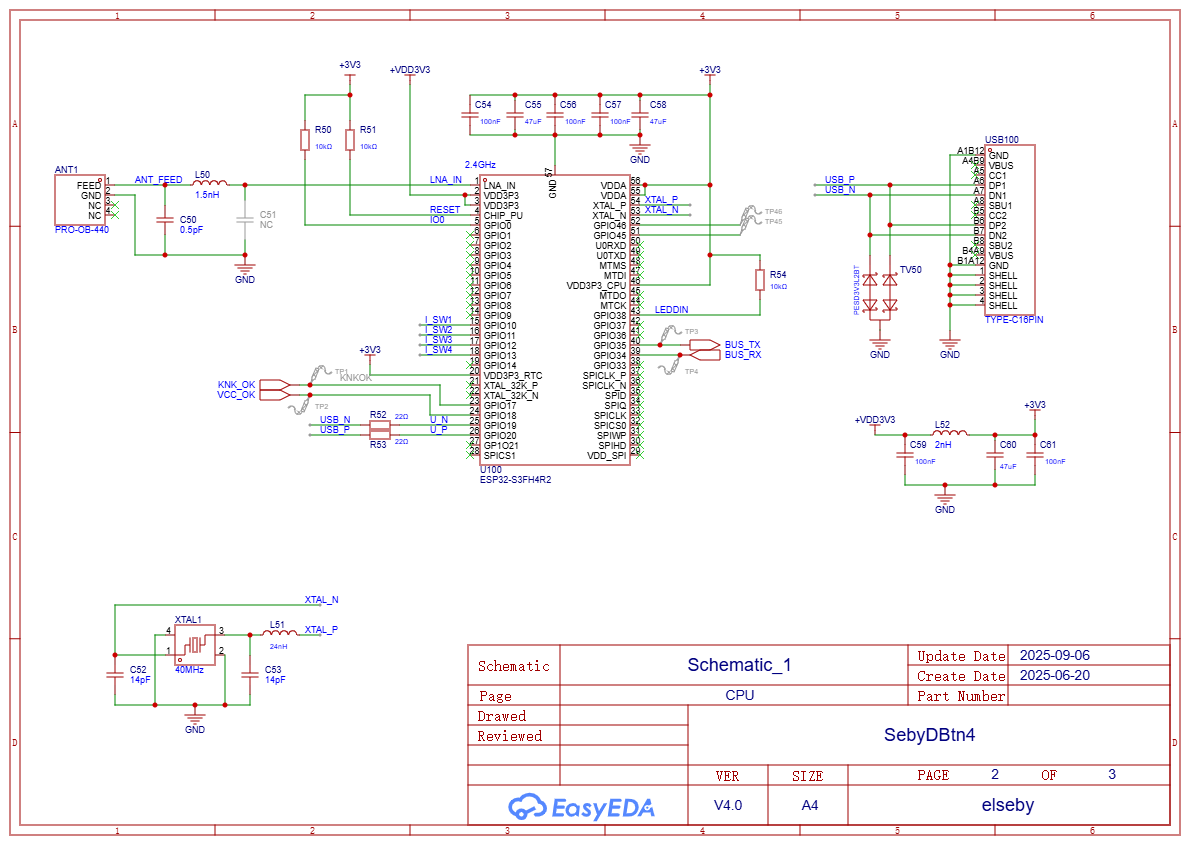 1 2 3 4 5 6
A
B
C
D
A
B
C
D
+3V3
+VDD3V3
+3V3
C54
100nF
C55
47uF
C56
100nF
C57
100nF
C58
47uF
GND
R50
10kΩ
R51
10kΩ
ANT1
FEED 1
GND 2
NC 3
NC 4
PRO-OB-440
ANT_FEED
L50
1.5nH
C50
0.5pF
C51
NC
GND
2.4GHz
LNA_IN
RESET
IO0
GND 57
1 LNA_IN
2 VDD3P3
3 VDD3P3
4 CHIP_PU
5 GPIO0
6 GPIO1
7 GPIO2
8 GPIO3
9 GPIO4
10 GPIO5
11 GPIO6
12 GPIO7
13 GPIO8
14 GPIO9
15 GPIO10
16 GPIO11
17 GPIO12
18 GPIO13
19 GPIO14
20 VDD3P3_RTC
21 XTAL_32K_P
22 XTAL_32K_N
23 GPIO17
24 GPIO18
25 GPIO19
26 GPIO20
27 GP1O21
28 SPICS1
VDDA 56
VDDA 55
XTAL_P 54
XTAL_N 53
GPIO46 52
GPIO45 51
U0RXD 50
U0TXD 49
MTMS 48
MTDI 47
VDD3P3_CPU 46
MTDO 45
MTCK 44
GPIO38 43
GPIO37 42
GPIO36 41
GPIO35 40
GPIO34 39
GPIO33 38
SPICLK_P 37
SPICLK_N 36
SPID 35
SPIQ 34
SPICLK 33
SPICS0 32
SPIWP 31
SPIHD 30
VDD_SPI 29
U100
ESP32-S3FH4R2
I_SW1
I_SW2
I_SW3
I_SW4
+3V3
KNK_OK
VCC_OK
TP1
KNKOK
TP2
USB_N
USB_P
R52
22Ω
R53
22Ω
U_N
U_P
XTAL_P
XTAL_N
TP46
TP45
R54
10kΩ
LEDDIN
TP3
BUS_TX
BUS_RX
TP4
USB_P
USB_N
USB100
A1B12 GND
A4B9 VBUS
A5 CC1
A6 DP1
A7 DN1
A8 SBU1
B5 CC2
B6 DP2
B7 DN2
B8 SBU2
B4A9 VBUS
B1A12 GND
1 SHELL
2 SHELL
3 SHELL
4 SHELL
TYPE-C16PIN
PESD3V3L2BT
TV50
GND
GND
+VDD3V3
L52
2nH
+3V3
C59
100nF
C60
47uF
C61
100nF
GND
XTAL_N
XTAL1
4 3
1 2
40MHz
L51
24nH
XTAL_P
C52
14pF
C53
14pF
GND
Schematic
Schematic_1
Update Date 2025-09-06
Create Date 2025-06-20
Page
CPU
Part Number
Drawed
Reviewed
SebyDBtn4
VER SIZE PAGE 2 OF 3
EasyEDA
V4.0 A4 elseby
1 2 3 4 5 6